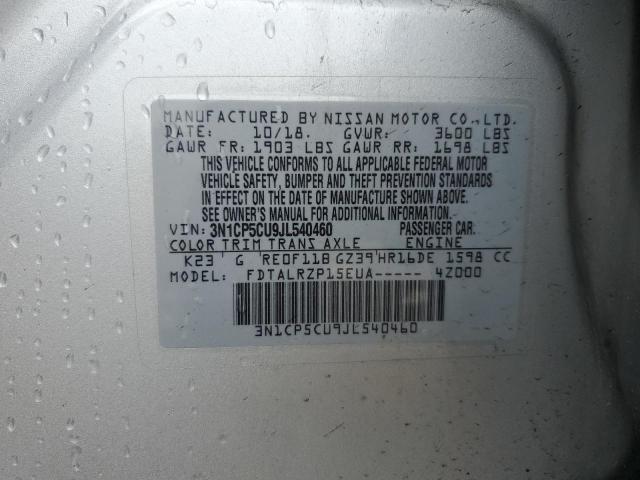 MANUFACTURED BY NISSAN MOTOR CO.,LTD.
DATE: 10/18. GVWR: 3600 LBS
GAWR FR: 1903 LBS GAWR RR: 1698 LBS
THIS VEHICLE CONFORMS TO ALL APPLICABLE FEDERAL MOTOR
VEHICLE SAFETY, BUMPER AND THEFT PREVENTION STANDARDS
IN EFFECT ON THE DATE OF MANUFACTURE SHOWN ABOVE.
SEE OWNER'S MANUAL FOR ADDITIONAL INFORMATION.
VIN: 3N1CP5CU9JL540460 PASSENGER CAR.
COLOR TRIM TRANS AXLE ENGINE
K23 G RE0F11B GZ39 HR16DE 1598 CC
MODEL: FDTALRZP15EUA----- 4Z000
3N1CP5CU9JL540460